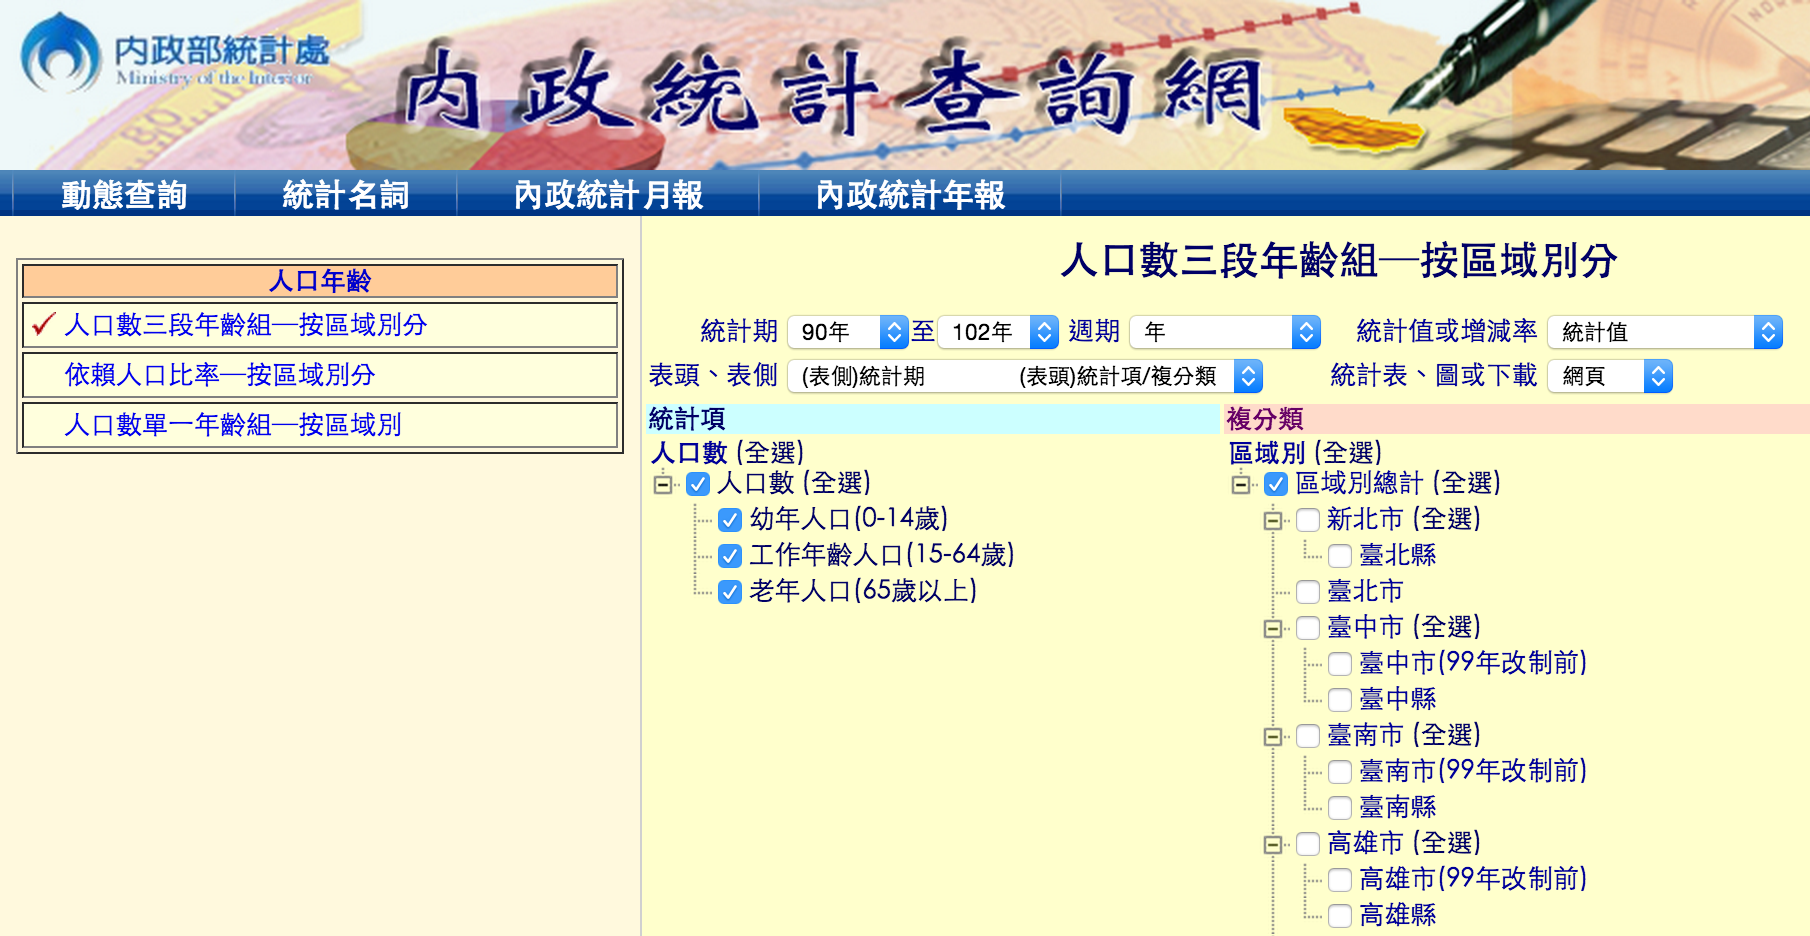 內政部統計處
Ministry of the Interior
內政統計查詢網
動態查詢 統計名詞 內政統計月報 內政統計年報
人口年齡
人口數三段年齡組—按區域別分
依賴人口比率—按區域別分
人口數單一年齡組—按區域別
人口數三段年齡組—按區域別分
統計期 90年 至 102年 週期 年 統計值或增減率 統計值
表頭、表側 (表側)統計期 (表頭)統計項/複分類 統計表、圖或下載 網頁
統計項
人口數 (全選)
人口數 (全選)
幼年人口(0-14歲)
工作年齡人口(15-64歲)
老年人口(65歲以上)
複分類
區域別 (全選)
區域別總計 (全選)
新北市 (全選)
臺北縣
臺北市
臺中市 (全選)
臺中市(99年改制前)
臺中縣
臺南市 (全選)
臺南市(99年改制前)
臺南縣
高雄市 (全選)
高雄市(99年改制前)
高雄縣